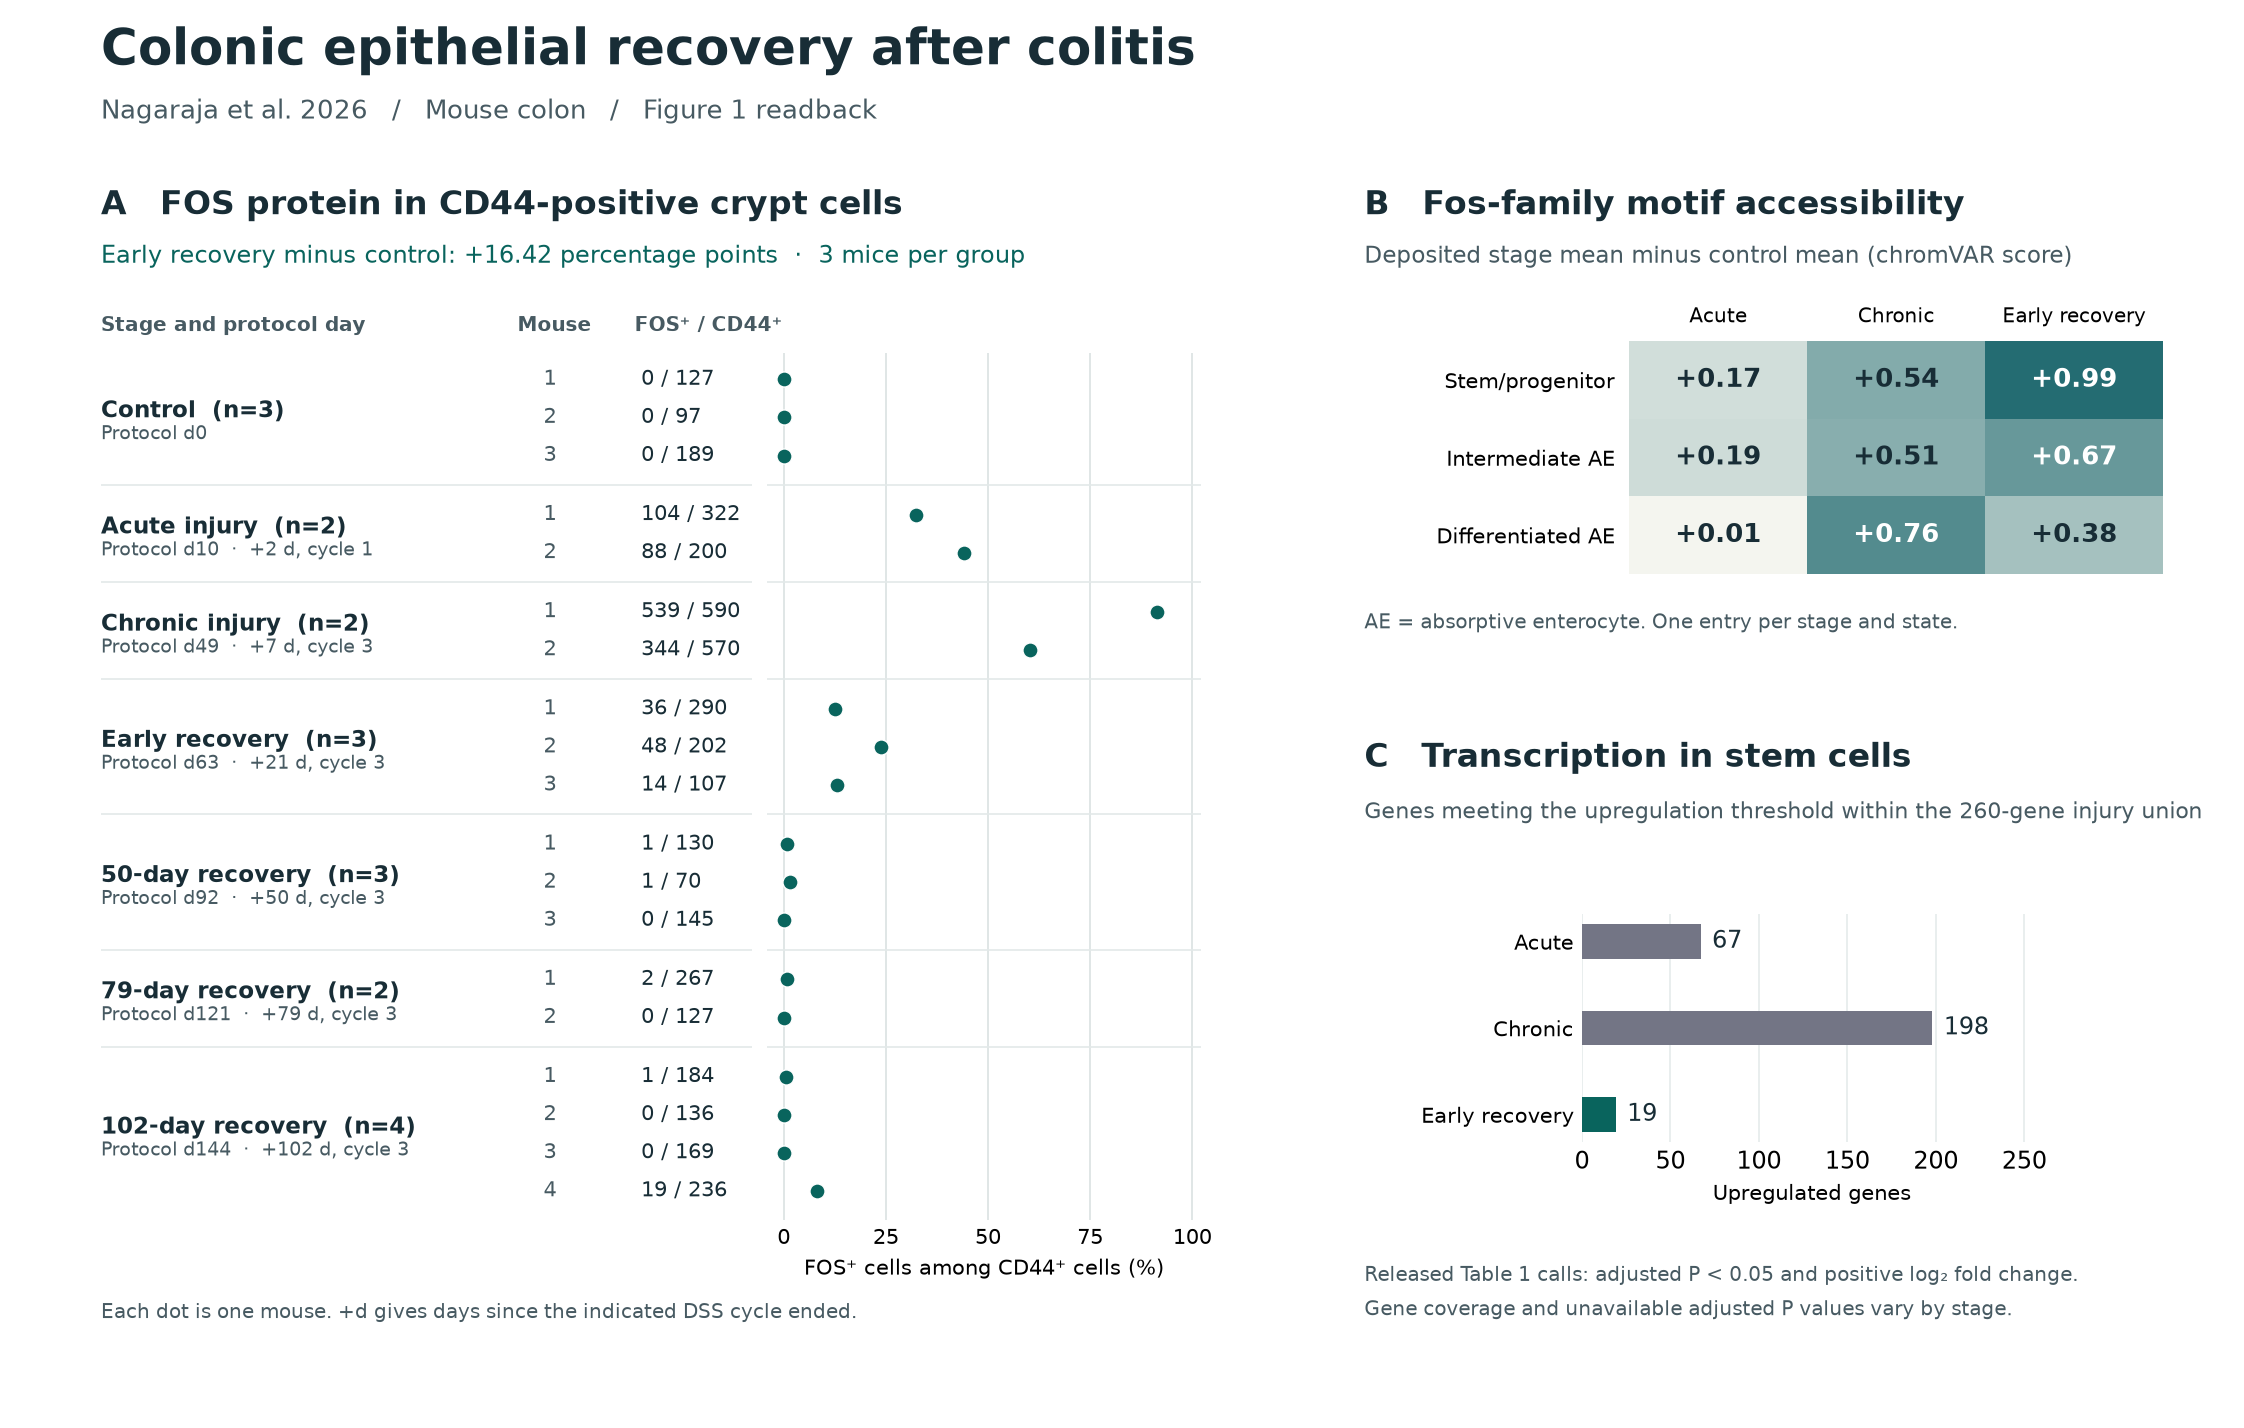 Colonic epithelial recovery after colitis
Nagaraja et al. 2026 / Mouse colon / Figure 1 readback
A FOS protein in CD44-positive crypt cells
Early recovery minus control: +16.42 percentage points · 3 mice per group
Stage and protocol day Mouse FOS⁺ / CD44⁺
Control (n=3)
Protocol d0
1 0 / 127
2 0 / 97
3 0 / 189
Acute injury (n=2)
Protocol d10 · +2 d, cycle 1
1 104 / 322
2 88 / 200
Chronic injury (n=2)
Protocol d49 · +7 d, cycle 3
1 539 / 590
2 344 / 570
Early recovery (n=3)
Protocol d63 · +21 d, cycle 3
1 36 / 290
2 48 / 202
3 14 / 107
50-day recovery (n=3)
Protocol d92 · +50 d, cycle 3
1 1 / 130
2 1 / 70
3 0 / 145
79-day recovery (n=2)
Protocol d121 · +79 d, cycle 3
1 2 / 267
2 0 / 127
102-day recovery (n=4)
Protocol d144 · +102 d, cycle 3
1 1 / 184
2 0 / 136
3 0 / 169
4 19 / 236
0 25 50 75 100
FOS⁺ cells among CD44⁺ cells (%)
Each dot is one mouse. +d gives days since the indicated DSS cycle ended.
B Fos-family motif accessibility
Deposited stage mean minus control mean (chromVAR score)
Acute Chronic Early recovery
Stem/progenitor +0.17 +0.54 +0.99
Intermediate AE +0.19 +0.51 +0.67
Differentiated AE +0.01 +0.76 +0.38
AE = absorptive enterocyte. One entry per stage and state.
C Transcription in stem cells
Genes meeting the upregulation threshold within the 260-gene injury union
Acute 67
Chronic 198
Early recovery 19
0 50 100 150 200 250
Upregulated genes
Released Table 1 calls: adjusted P < 0.05 and positive log₂ fold change.
Gene coverage and unavailable adjusted P values vary by stage.